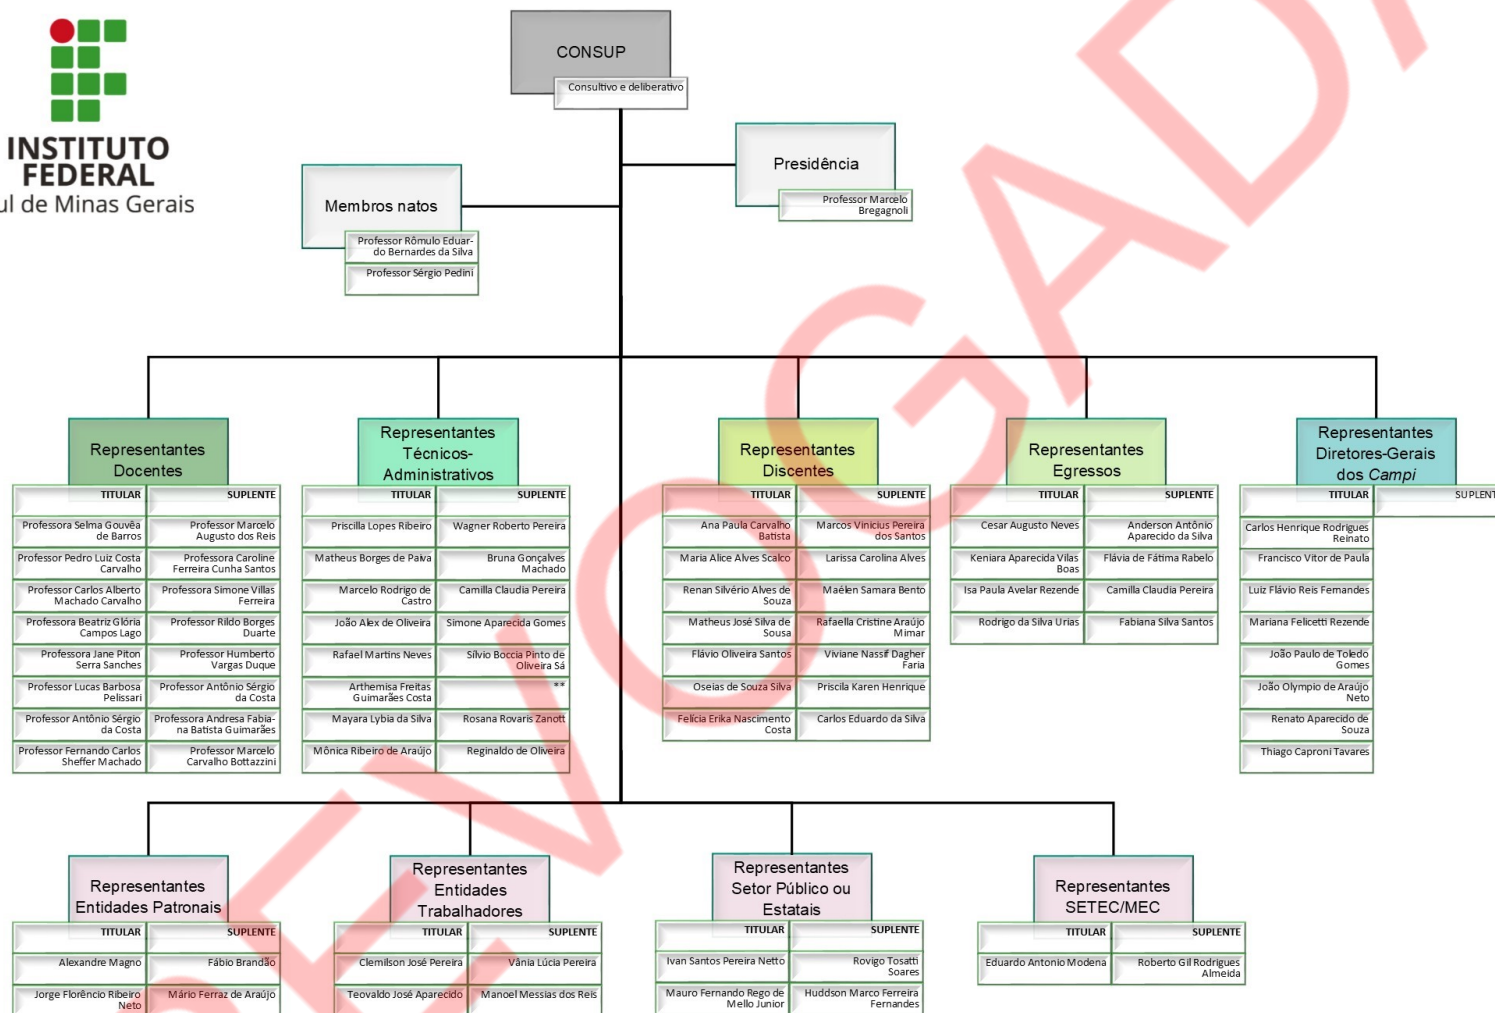 INSTITUTO
FEDERAL
ul de Minas Gerais
CONSUP
Consultivo e deliberativo
Presidência
Professor Marcelo
Bregagnoli
Membros natos
Professor Rômulo Eduar-
do Bernardes da Silva
Professor Sérgio Pedini
Representantes
Docentes
TITULAR SUPLENTE
Professora Selma Gouvêa
de Barros
Professor Marcelo
Augusto dos Reis
Professor Pedro Luiz Costa
Carvalho
Professora Caroline
Ferreira Cunha Santos
Professor Carlos Alberto
Machado Carvalho
Professora Simone Villas
Ferreira
Professora Beatriz Glória
Campos Lago
Professor Rildo Borges
Duarte
Professora Jane Piton
Serra Sanches
Professor Humberto
Vargas Duque
Professor Lucas Barbosa
Pelissari
Professor Antônio Sérgio
da Costa
Professor Antônio Sérgio
da Costa
Professora Andresa Fabia-
na Batista Guimarães
Professor Fernando Carlos
Sheffer Machado
Professor Marcelo
Carvalho Bottazzini
Representantes
Técnicos-
Administrativos
TITULAR SUPLENTE
Priscilla Lopes Ribeiro
Wagner Roberto Pereira
Matheus Borges de Paiva
Bruna Gonçalves
Machado
Marcelo Rodrigo de
Castro
Camilla Claudia Pereira
João Alex de Oliveira
Simone Aparecida Gomes
Rafael Martins Neves
Sílvio Boccia Pinto de
Oliveira Sá
Arthemisa Freitas
Guimarães Costa
**
Mayara Lybia da Silva
Rosana Rovaris Zanotti
Mônica Ribeiro de Araújo
Reginaldo de Oliveira
Representantes
Discentes
TITULAR SUPLENTE
Ana Paula Carvalho
Batista
Marcos Vinicius Pereira
dos Santos
Maria Alice Alves Scalco
Larissa Carolina Alves
Renan Silvério Alves de
Souza
Maélen Samara Bento
Matheus José Silva de
Sousa
Rafaella Cristine Araújo
Mimar
Flávio Oliveira Santos
Viviane Nassif Dagher
Faria
Oseias de Souza Silva
Priscila Karen Henrique
Felícia Erika Nascimento
Costa
Carlos Eduardo da Silva
Representantes
Egressos
TITULAR SUPLENTE
Cesar Augusto Neves
Anderson Antônio
Aparecido da Silva
Keniara Aparecida Vilas
Boas
Flávia de Fátima Rabelo
Isa Paula Avelar Rezende
Camilla Claudia Pereira
Rodrigo da Silva Urias
Fabiana Silva Santos
Representantes
Diretores-Gerais
dos Campi
TITULAR SUPLENT
Carlos Henrique Rodrigues
Reinato
Francisco Vitor de Paula
Luiz Flávio Reis Fernandes
Mariana Felicetti Rezende
João Paulo de Toledo
Gomes
João Olympio de Araújo
Neto
Renato Aparecido de
Souza
Thiago Caproni Tavares
Representantes
Entidades Patronais
TITULAR SUPLENTE
Alexandre Magno
Fábio Brandão
Jorge Florêncio Ribeiro
Neto
Mário Ferraz de Araújo
Representantes
Entidades
Trabalhadores
TITULAR SUPLENTE
Clemilson José Pereira
Vânia Lúcia Pereira
Teovaldo José Aparecido
Manoel Messias dos Reis
Representantes
Setor Público ou
Estatais
TITULAR SUPLENTE
Ivan Santos Pereira Netto
Rovigo Tosatti
Soares
Mauro Fernando Rego de
Mello Junior
Huddson Marco Ferreira
Fernandes
Representantes
SETEC/MEC
TITULAR SUPLENTE
Eduardo Antonio Modena
Roberto Gil Rodrigues
Almeida
REVOGADA